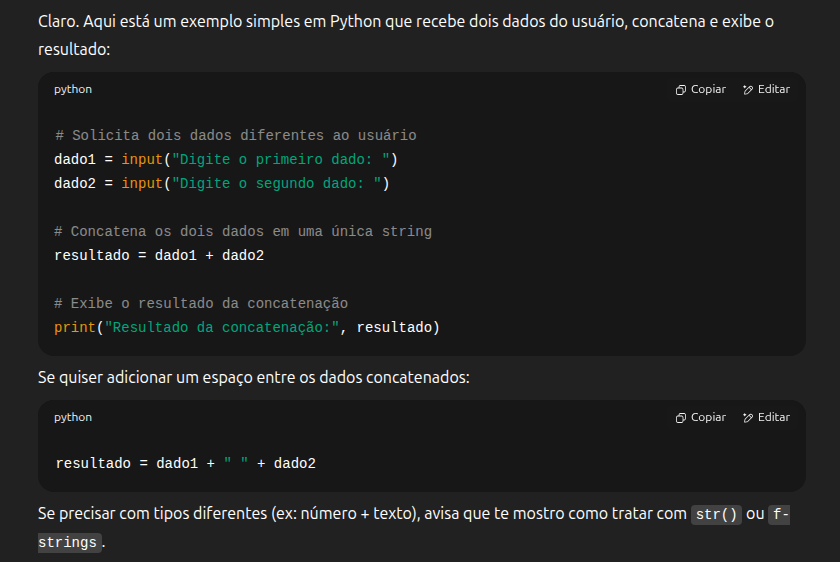 Claro. Aqui está um exemplo simples em Python que recebe dois dados do usuário, concatena e exibe o
resultado:
python
Copiar
Editar
# Solicita dois dados diferentes ao usuário
dado1 = input("Digite o primeiro dado: ")
dado2 = input("Digite o segundo dado: ")
# Concatena os dois dados em uma única string
resultado = dado1 + dado2
# Exibe o resultado da concatenação
print("Resultado da concatenação:", resultado)
Se quiser adicionar um espaço entre os dados concatenados:
python
Copiar
Editar
resultado = dado1 + " " + dado2
Se precisar com tipos diferentes (ex: número + texto), avisa que te mostro como tratar com str() ou f-
strings.